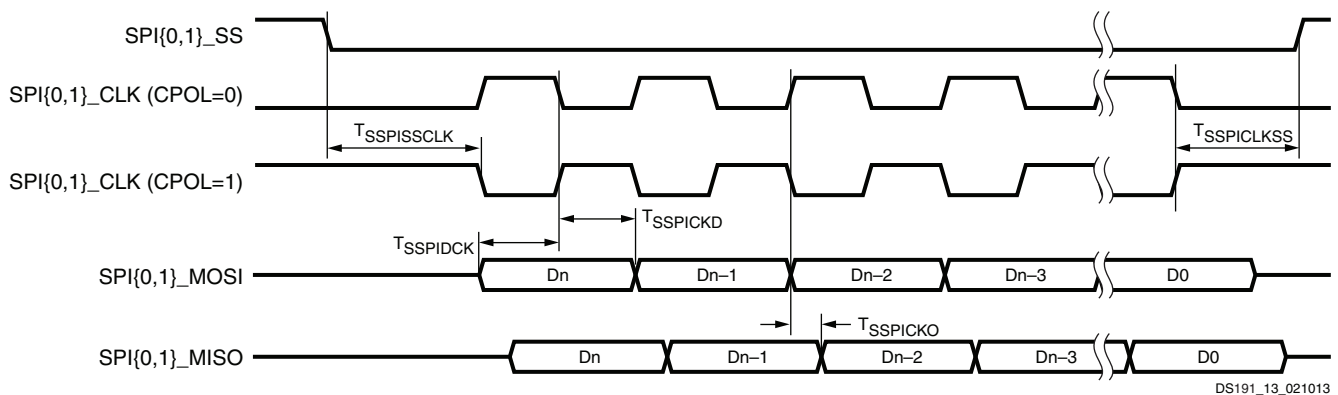 SPI{0,1}_SS
SPI{0,1}_CLK (CPOL=0)
TSSPISSCLK
TSSPICLKSS
SPI{0,1}_CLK (CPOL=1)
TSSPICKD
TSSPIDCK
SPI{0,1}_MOSI
Dn
Dn–1
Dn–2
Dn–3
D0
TSSPICKO
SPI{0,1}_MISO
Dn
Dn–1
Dn–2
Dn–3
D0
DS191_13_021013